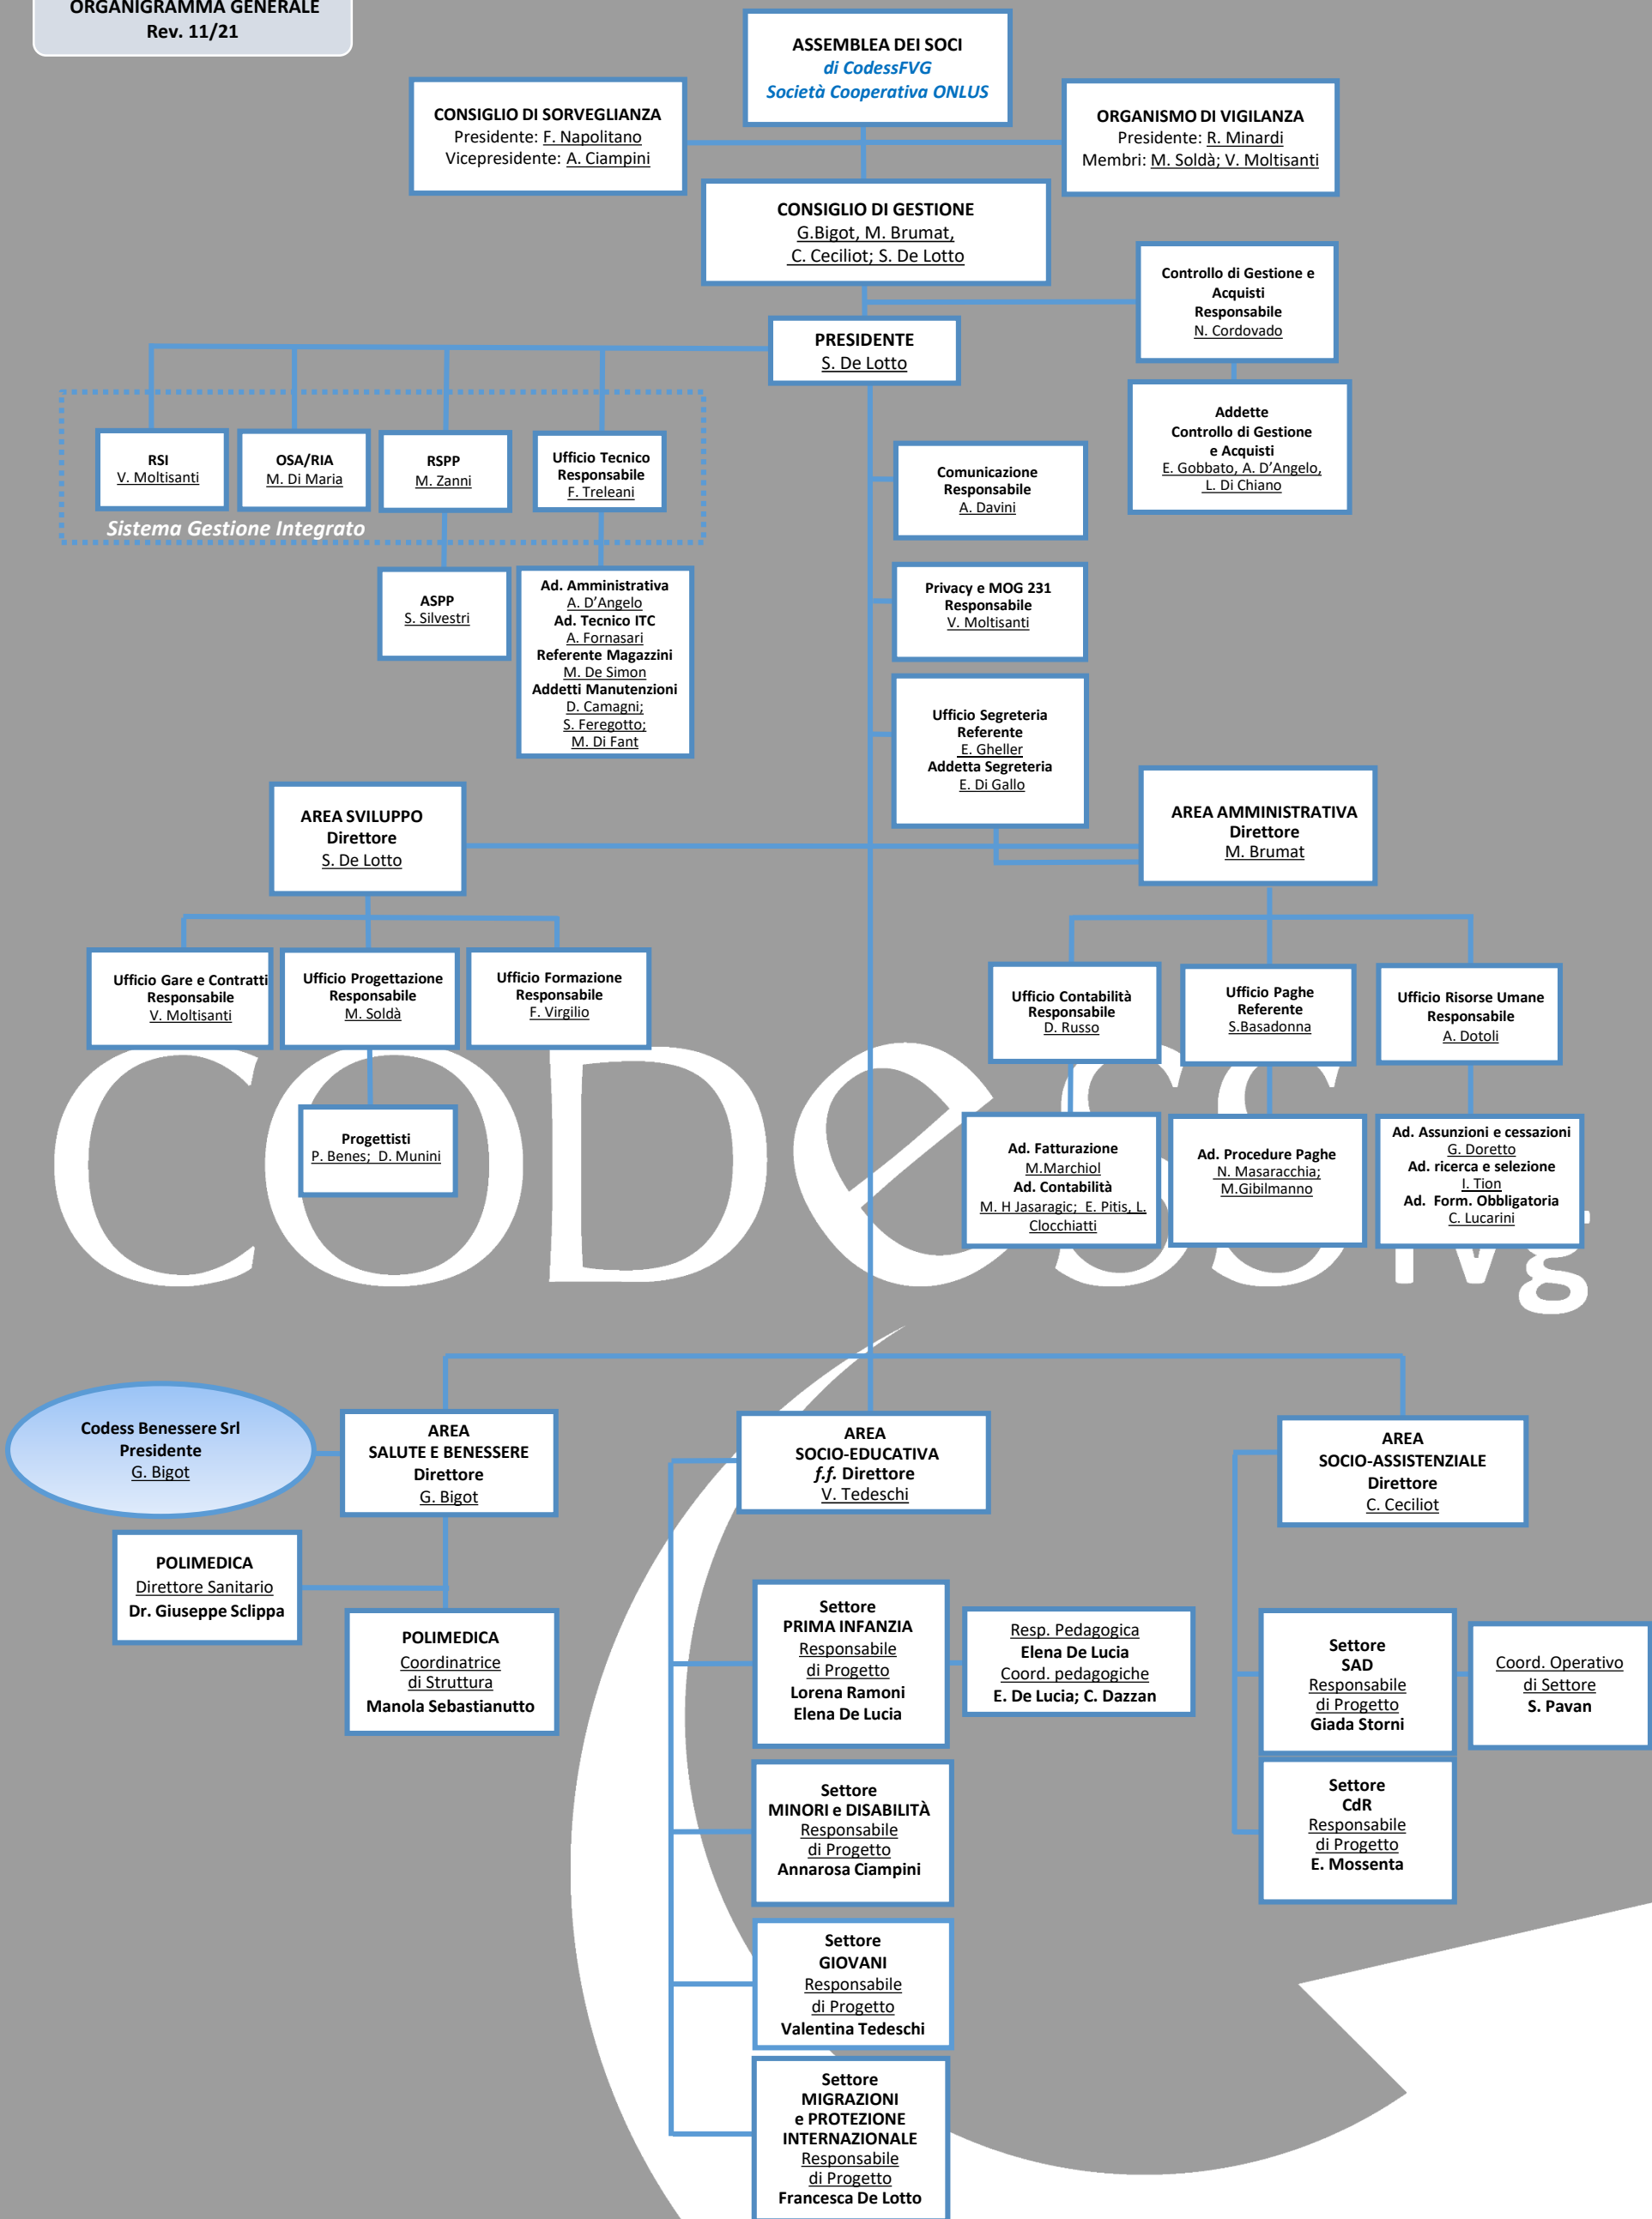 ORGANIGRAMMA GENERALE
Rev. 11/21
ASSEMBLEA DEI SOCI
di CodessFVG
Società Cooperativa ONLUS
CONSIGLIO DI SORVEGLIANZA
Presidente: F. Napolitano
Vicepresidente: A. Ciampini
ORGANISMO DI VIGILANZA
Presidente: R. Minardi
Membri: M. Soldà; V. Moltisanti
CONSIGLIO DI GESTIONE
G.Bigot, M. Brumat,
C. Ceciliot; S. De Lotto
Controllo di Gestione e
Acquisti
Responsabile
N. Cordovado
PRESIDENTE
S. De Lotto
Addette
Controllo di Gestione
e Acquisti
E. Gobbato, A. D'Angelo,
L. Di Chiano
RSI
V. Moltisanti
OSA/RIA
M. Di Maria
RSPP
M. Zanni
Ufficio Tecnico
Responsabile
F. Treleani
Sistema Gestione Integrato
Comunicazione
Responsabile
A. Davini
ASPP
S. Silvestri
Ad. Amministrativa
A. D'Angelo
Ad. Tecnico ITC
A. Fornasari
Referente Magazzini
M. De Simon
Addetti Manutenzioni
D. Camagni;
S. Feregotto;
M. Di Fant
Privacy e MOG 231
Responsabile
V. Moltisanti
Ufficio Segreteria
Referente
E. Gheller
Addetta Segreteria
E. Di Gallo
AREA SVILUPPO
Direttore
S. De Lotto
AREA AMMINISTRATIVA
Direttore
M. Brumat
Ufficio Gare e Contratti
Responsabile
V. Moltisanti
Ufficio Progettazione
Responsabile
M. Soldà
Ufficio Formazione
Responsabile
F. Virgilio
Ufficio Contabilità
Responsabile
D. Russo
Ufficio Paghe
Referente
S.Basadonna
Ufficio Risorse Umane
Responsabile
A. Dotoli
Progettisti
P. Benes; D. Munini
Ad. Fatturazione
M.Marchiol
Ad. Contabilità
M. H Jasaragic; E. Pitis, L.
Clocchiatti
Ad. Procedure Paghe
N. Masaracchia;
M.Gibilmanno
Ad. Assunzioni e cessazioni
G. Doretto
Ad. ricerca e selezione
I. Tion
Ad. Form. Obbligatoria
C. Lucarini
CODess fvg
Codess Benessere Srl
Presidente
G. Bigot
AREA
SALUTE E BENESSERE
Direttore
G. Bigot
AREA
SOCIO-EDUCATIVA
f.f. Direttore
V. Tedeschi
AREA
SOCIO-ASSISTENZIALE
Direttore
C. Ceciliot
POLIMEDICA
Direttore Sanitario
Dr. Giuseppe Sclippa
POLIMEDICA
Coordinatrice
di Struttura
Manola Sebastianutto
Settore
PRIMA INFANZIA
Responsabile
di Progetto
Lorena Ramoni
Elena De Lucia
Resp. Pedagogica
Elena De Lucia
Coord. pedagogiche
E. De Lucia; C. Dazzan
Settore
SAD
Responsabile
di Progetto
Giada Storni
Coord. Operativo
di Settore
S. Pavan
Settore
MINORI e DISABILITÀ
Responsabile
di Progetto
Annarosa Ciampini
Settore
CdR
Responsabile
di Progetto
E. Mossenta
Settore
GIOVANI
Responsabile
di Progetto
Valentina Tedeschi
Settore
MIGRAZIONI
e PROTEZIONE
INTERNAZIONALE
Responsabile
di Progetto
Francesca De Lotto